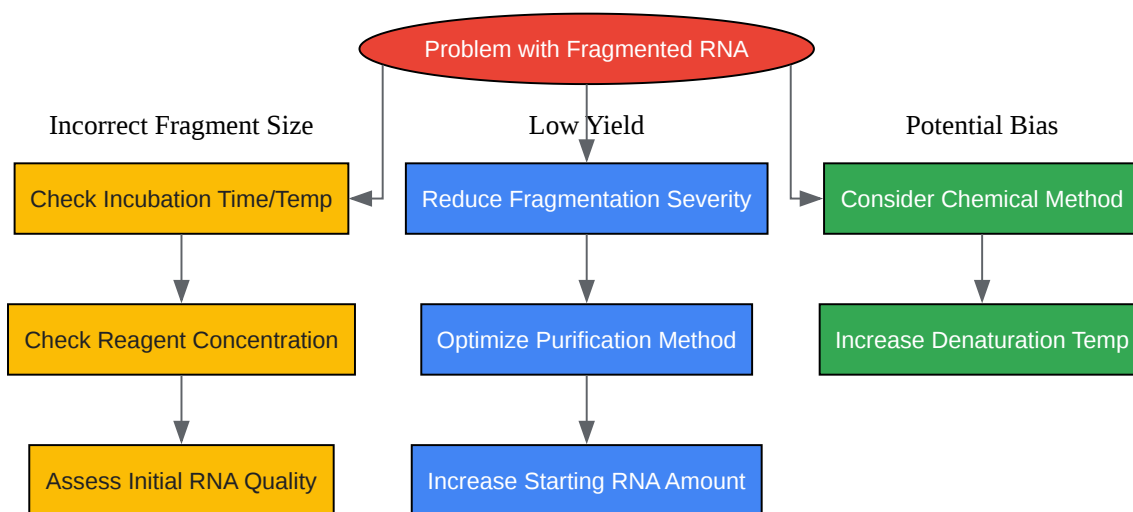 Problem with Fragmented RNA
Incorrect Fragment Size
Low Yield
Potential Bias
Check Incubation Time/Temp
Reduce Fragmentation Severity
Consider Chemical Method
Check Reagent Concentration
Optimize Purification Method
Increase Denaturation Temp
Assess Initial RNA Quality
Increase Starting RNA Amount